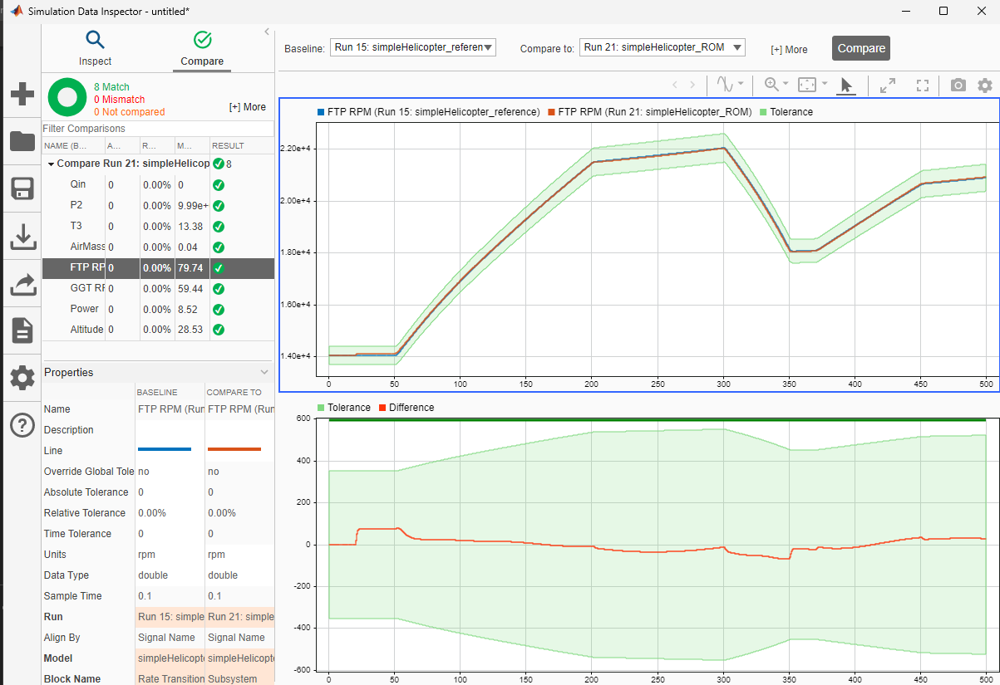 Simulation Data Inspector - untitled*
Inspect
Compare
Baseline: Run 15: simpleHelicopter_referen
Compare to: Run 21: simpleHelicopter_ROM
[+] More
Compare
8 Match
0 Mismatch
0 Not compared
[+] More
Filter Comparisons
NAME (B... A... R... M... RESULT
Compare Run 21: simpleHelicop 8
Qin 0 0.00% 0
P2 0 0.00% 9.99e+
T3 0 0.00% 13.38
AirMass 0 0.00% 0.04
FTP RP 0 0.00% 79.74
GGT RF 0 0.00% 59.44
Power 0 0.00% 8.52
Altitude 0 0.00% 28.53
Properties
BASELINE COMPARE TO
Name FTP RPM (Run FTP RPM (Run
Description
Line
Override Global Tole no no
Absolute Tolerance 0 0
Relative Tolerance 0.00% 0.00%
Time Tolerance 0 0
Units rpm rpm
Data Type double double
Sample Time 0.1 0.1
Run Run 15: simple Run 21: simple
Align By Signal Name Signal Name
Model simpleHelicopte simpleHelicopte
Block Name Rate Transition Subsystem
FTP RPM (Run 15: simpleHelicopter_reference) FTP RPM (Run 21: simpleHelicopter_ROM) Tolerance
2.20e+4
2.00e+4
1.80e+4
1.60e+4
1.40e+4
0 50 100 150 200 250 300 350 400 450 500
Tolerance Difference
600
400
200
0
-200
-400
-600
0 50 100 150 200 250 300 350 400 450 500